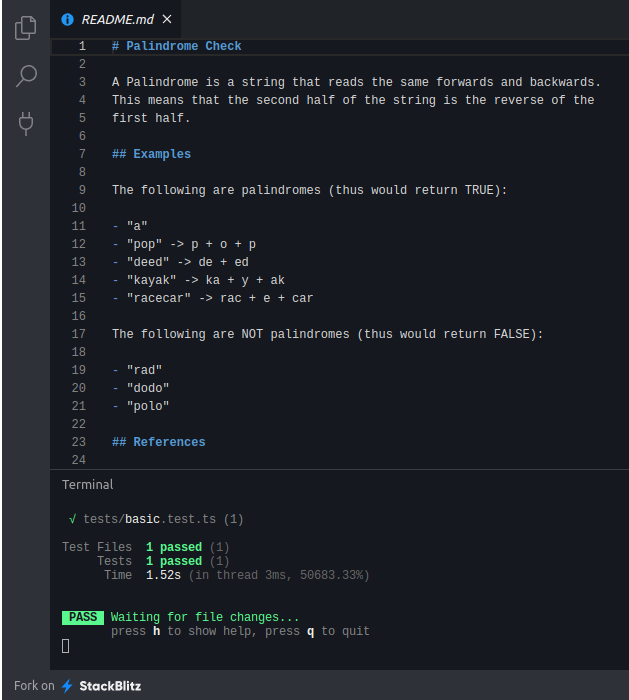 README.md ×
1 # Palindrome Check
2
3 A Palindrome is a string that reads the same forwards and backwards.
4 This means that the second half of the string is the reverse of the
5 first half.
6
7 ## Examples
8
9 The following are palindromes (thus would return TRUE):
10
11 - "a"
12 - "pop" -> p + o + p
13 - "deed" -> de + ed
14 - "kayak" -> ka + y + ak
15 - "racecar" -> rac + e + car
16
17 The following are NOT palindromes (thus would return FALSE):
18
19 - "rad"
20 - "dodo"
21 - "polo"
22
23 ## References
24
Terminal
√ tests/basic.test.ts (1)
Test Files 1 passed (1)
Tests 1 passed (1)
Time 1.52s (in thread 3ms, 50683.33%)
PASS Waiting for file changes...
press h to show help, press q to quit
Fork on StackBlitz